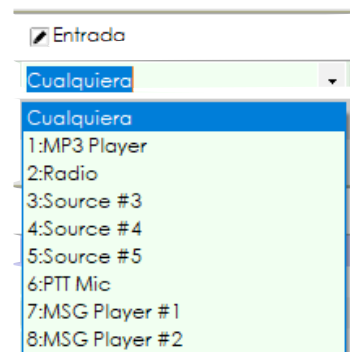 Entrada
Cualquiera
Cualquiera
1:MP3 Player
2:Radio
3:Source #3
4:Source #4
5:Source #5
6:PTT Mic
7:MSG Player #1
8:MSG Player #2